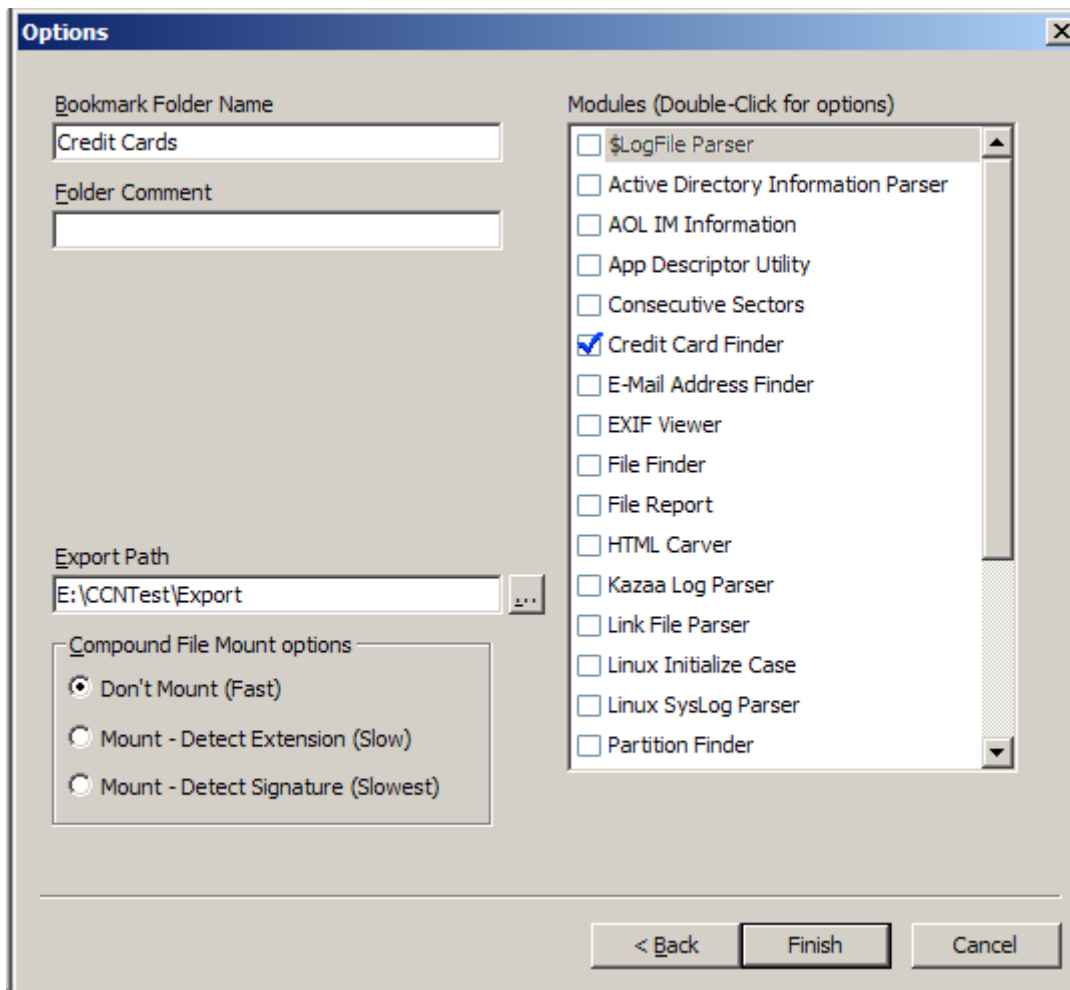 Options
Bookmark Folder Name
Credit Cards
Folder Comment
Export Path
E:\CCNTest\Export
...
Compound File Mount options
Don't Mount (Fast)
Mount - Detect Extension (Slow)
Mount - Detect Signature (Slowest)
Modules (Double-Click for options)
$LogFile Parser
Active Directory Information Parser
AOL IM Information
App Descriptor Utility
Consecutive Sectors
Credit Card Finder
E-Mail Address Finder
EXIF Viewer
File Finder
File Report
HTML Carver
Kazaa Log Parser
Link File Parser
Linux Initialize Case
Linux SysLog Parser
Partition Finder
< Back
Finish
Cancel